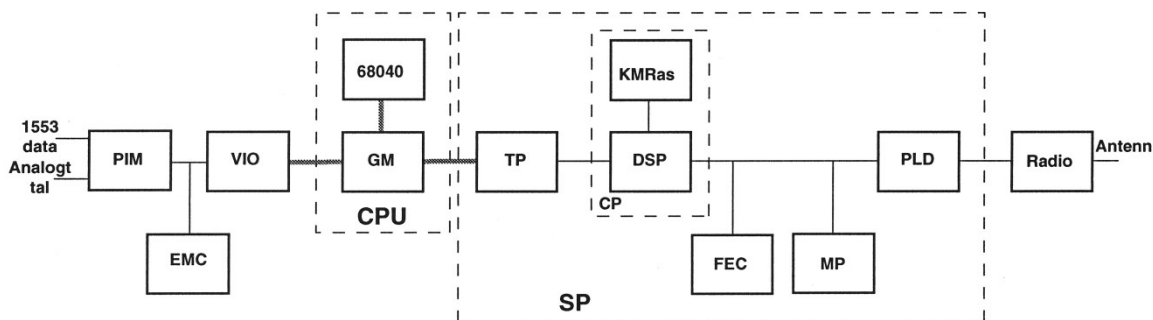 68040
KMRas
1553
data
Analogt
tal
PIM
VIO
GM
TP
DSP
PLD
Radio
Antenn
CP
CPU
EMC
FEC
MP
SP